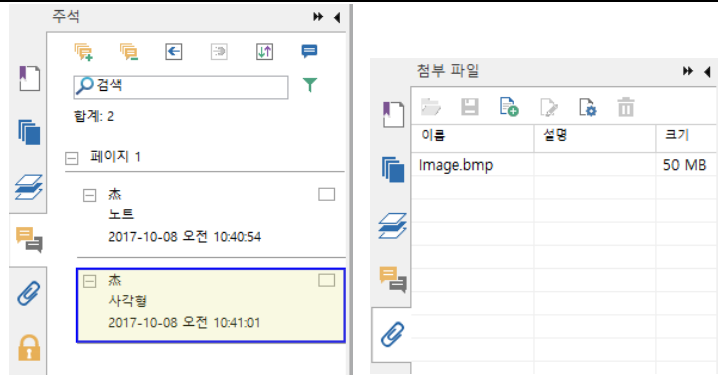 주석
검색
합계: 2
페이지 1
杰
노트
2017-10-08 오전 10:40:54
杰
사각형
2017-10-08 오전 10:41:01
첨부 파일
이름 설명 크기
Image.bmp 50 MB